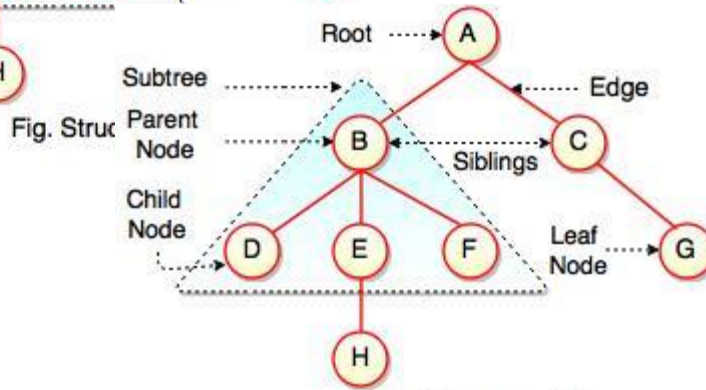 Root
A
Subtree
Edge
H
Fig. Struc
Parent
Node
B
Siblings
C
Child
Node
D
E
F
Leaf
Node
G
H